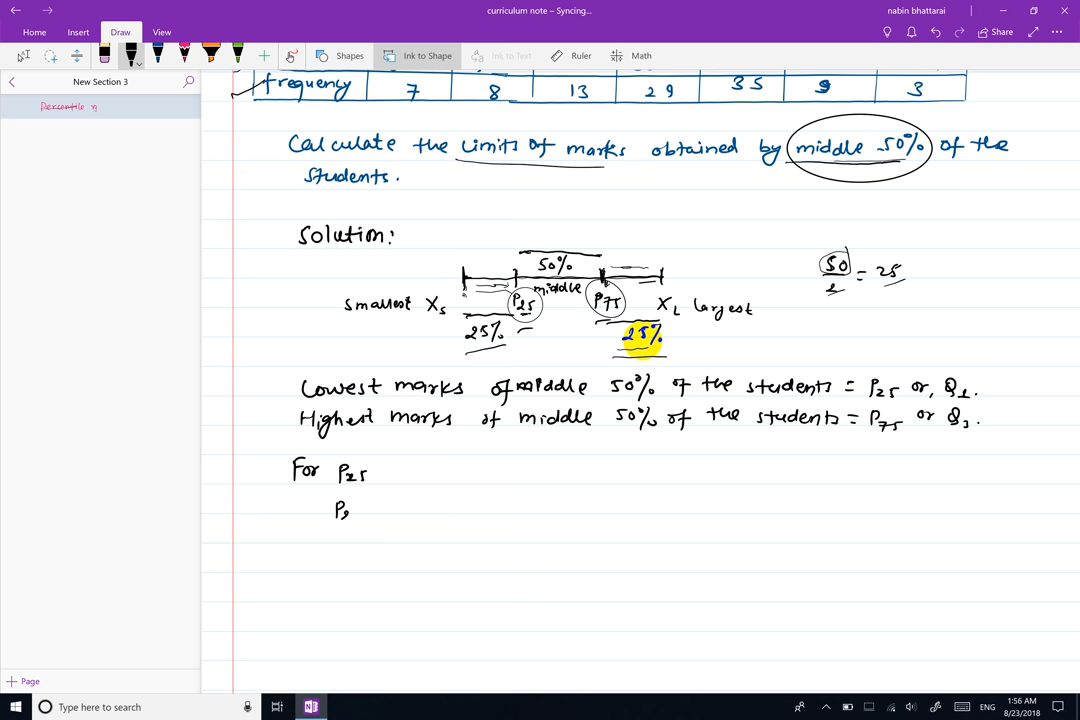 curriculum note – Syncing...
nabin bhattarai
Home Insert Draw View
Share
Shapes Ink to Shape Ink to Text Ruler Math
New Section 3
Percentile
frequency 7 8 13 29 35 9 3
Calculate the limits of marks obtained by middle 50% of the
students.
Solution:
50%
50/2 = 25
middle
smallest Xs P25 P75 XL largest
25% 25%
Lowest marks of middle 50% of the students = P25 or, Q1.
Highest marks of middle 50% of the students = P75 or Q3.
For P25
P
+ Page
Type here to search
ENG
1:56 AM
8/23/2018